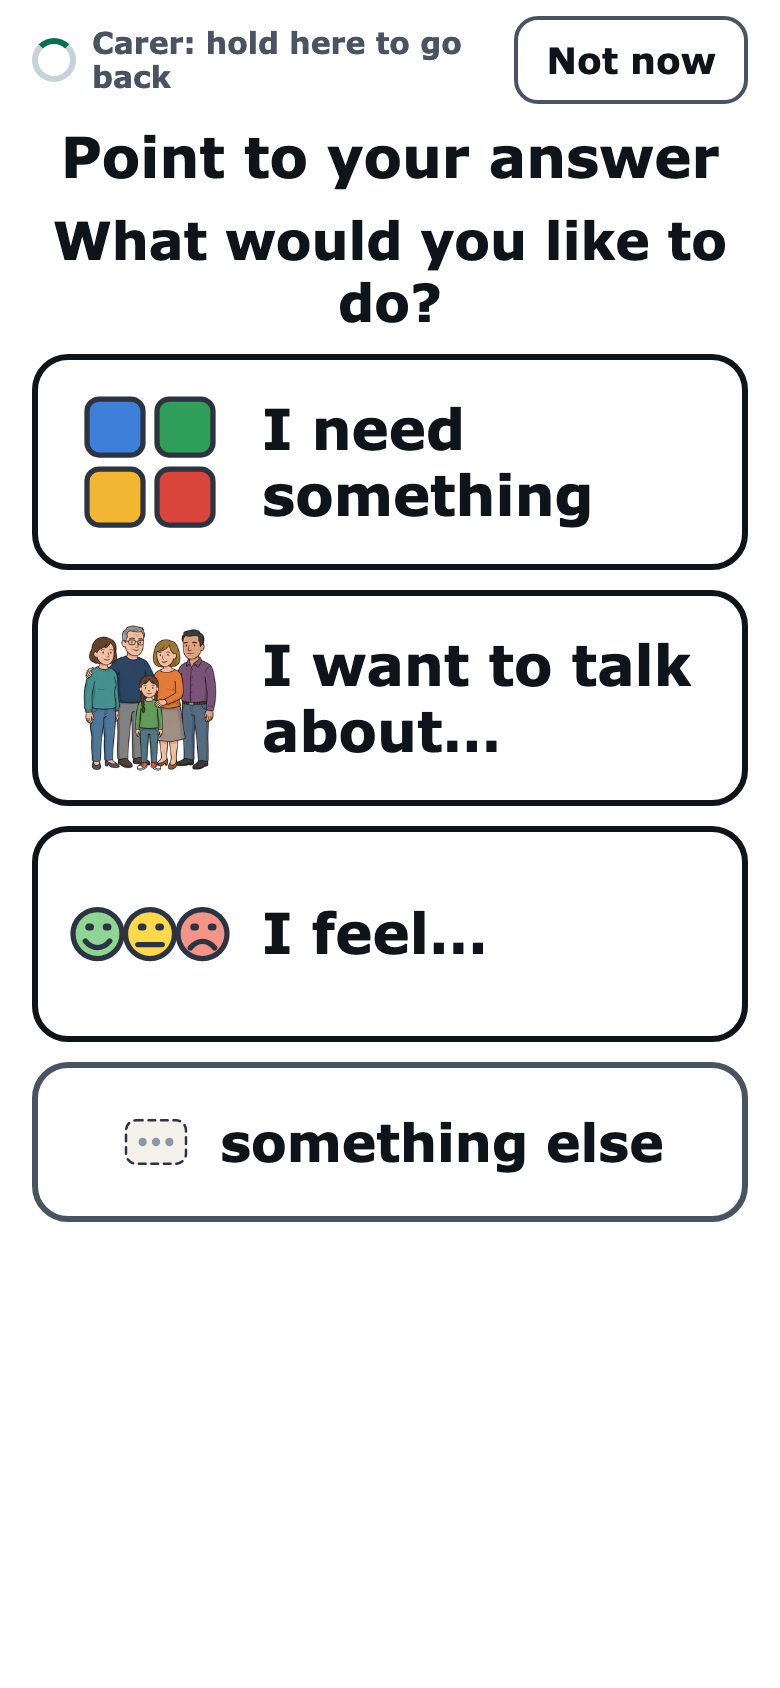 Carer: hold here to go
back
Not now
Point to your answer
What would you like to
do?
I need
something
I want to talk
about...
I feel...
something else